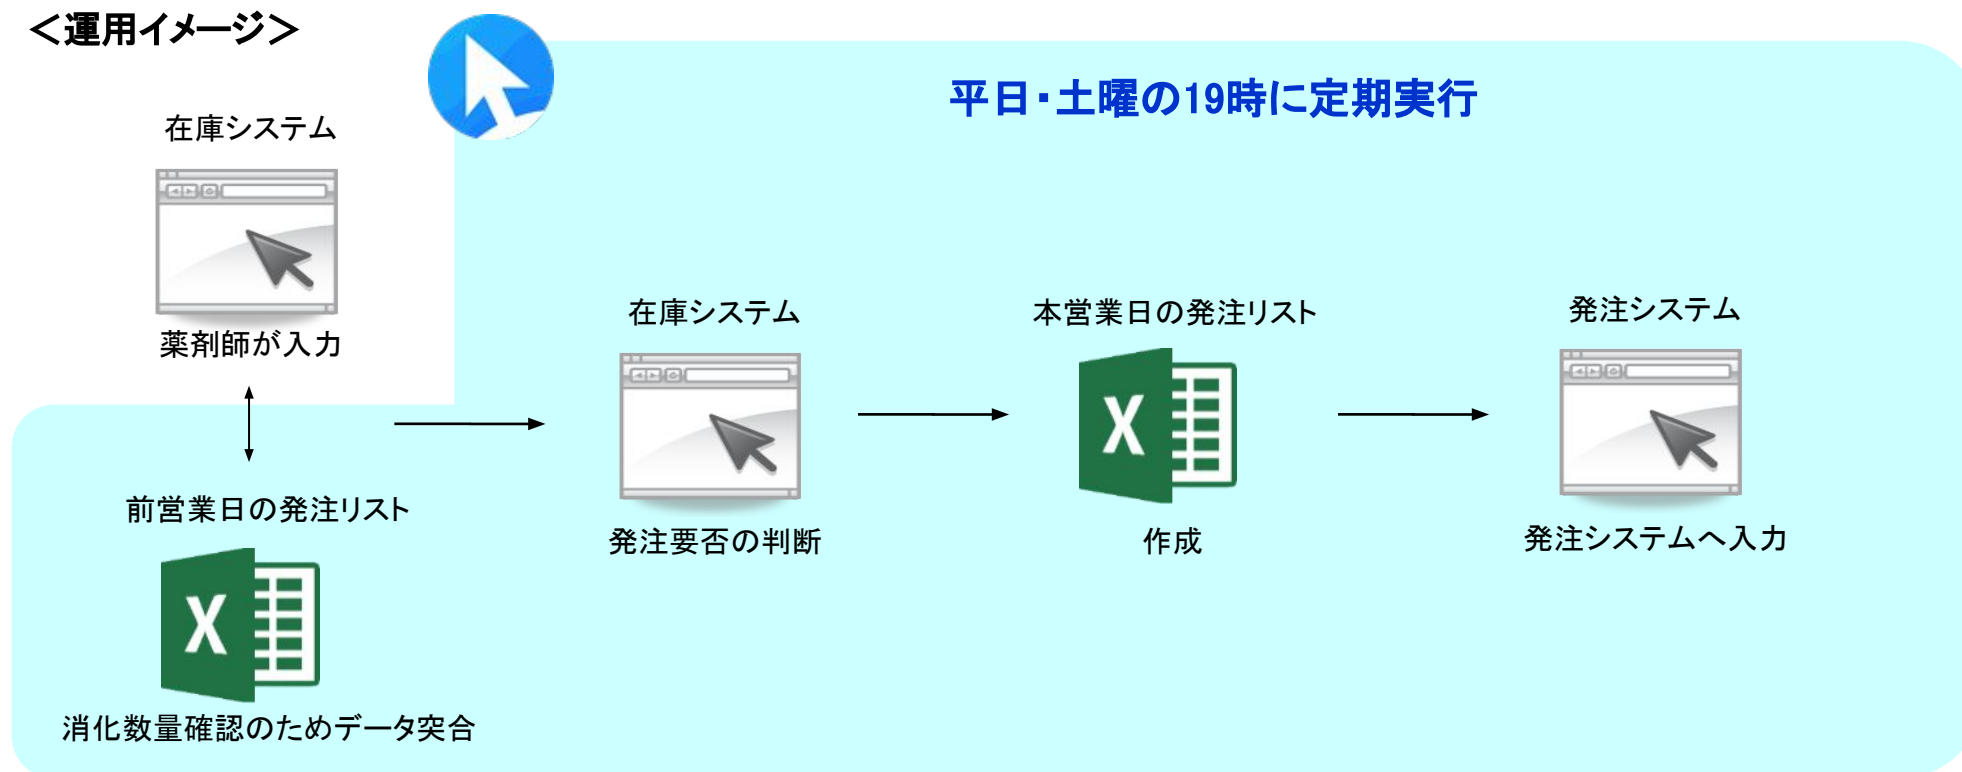 ＜運用イメージ＞
平日・土曜の19時に定期実行
在庫システム
薬剤師が入力
前営業日の発注リスト
消化数量確認のためデータ突合
在庫システム
発注要否の判断
本営業日の発注リスト
作成
発注システム
発注システムへ入力